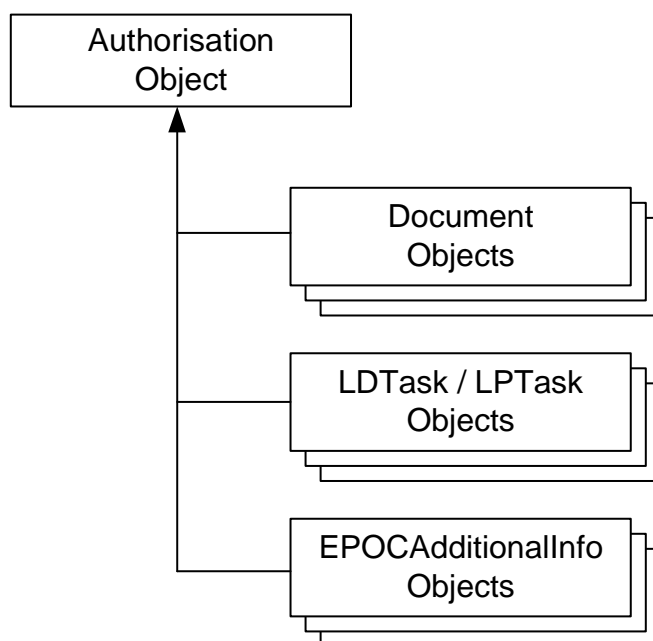 Authorisation
Object
Document
Objects
LDTask / LPTask
Objects
EPOCAdditionalInfo
Objects